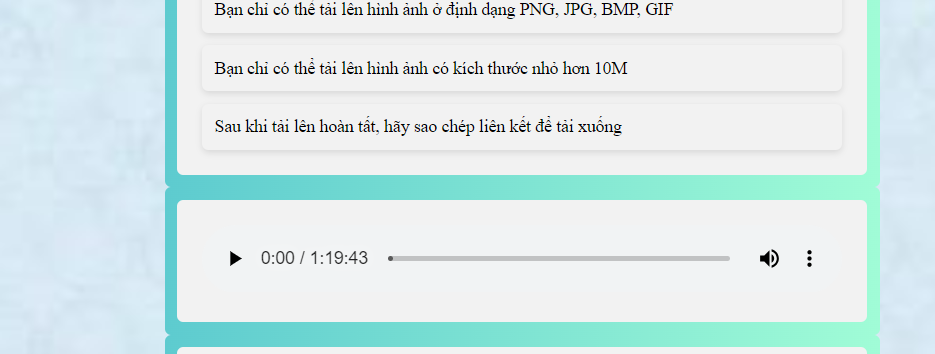 Bạn chỉ có thể tải lên hình ảnh ở định dạng PNG, JPG, BMP, GIF
Bạn chỉ có thể tải lên hình ảnh có kích thước nhỏ hơn 10M
Sau khi tải lên hoàn tất, hãy sao chép liên kết để tải xuống
0:00 / 1:19:43